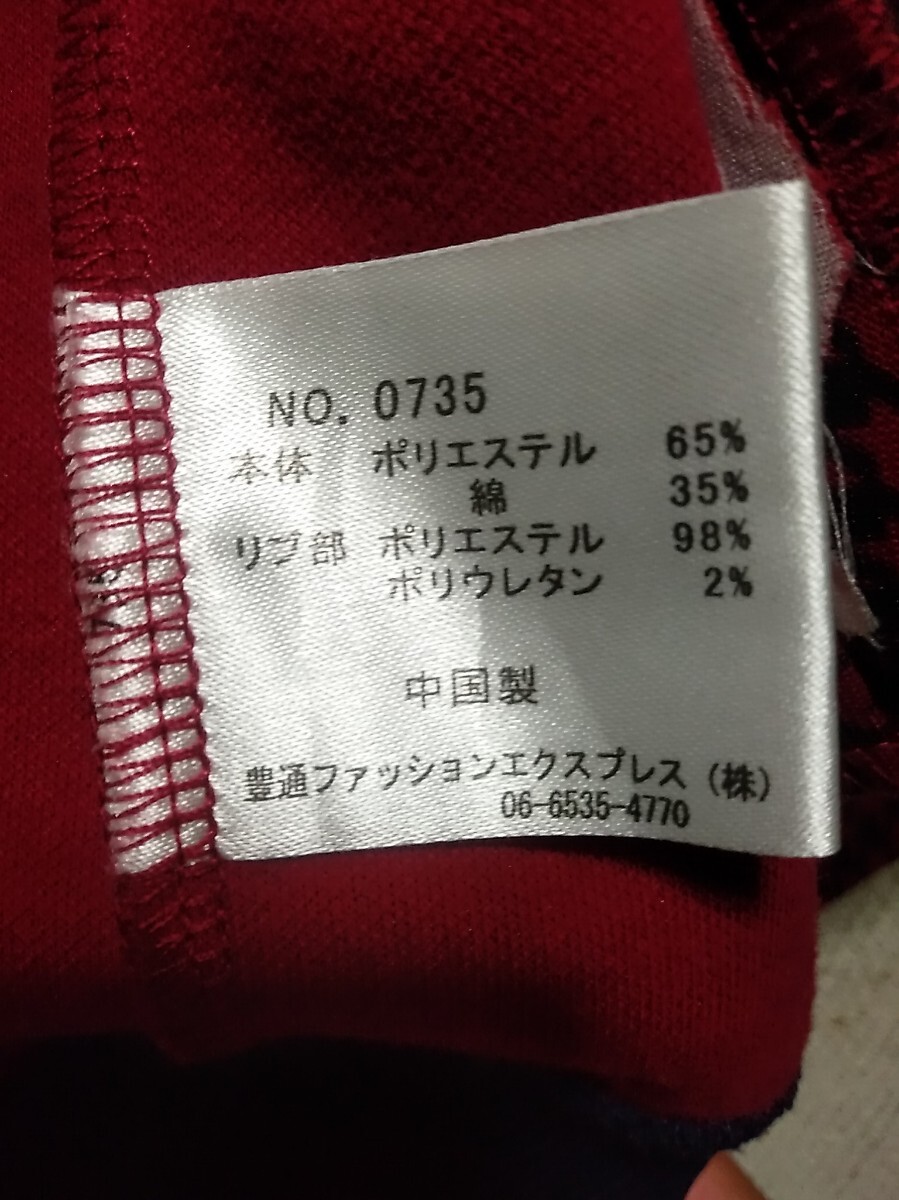 NO. 0735
本体 ポリエステル 65%
綿 35%
リブ部 ポリエステル 98%
ポリウレタン 2%
中国製
豊通ファッションエクスプレス (株)
06-6535-4770